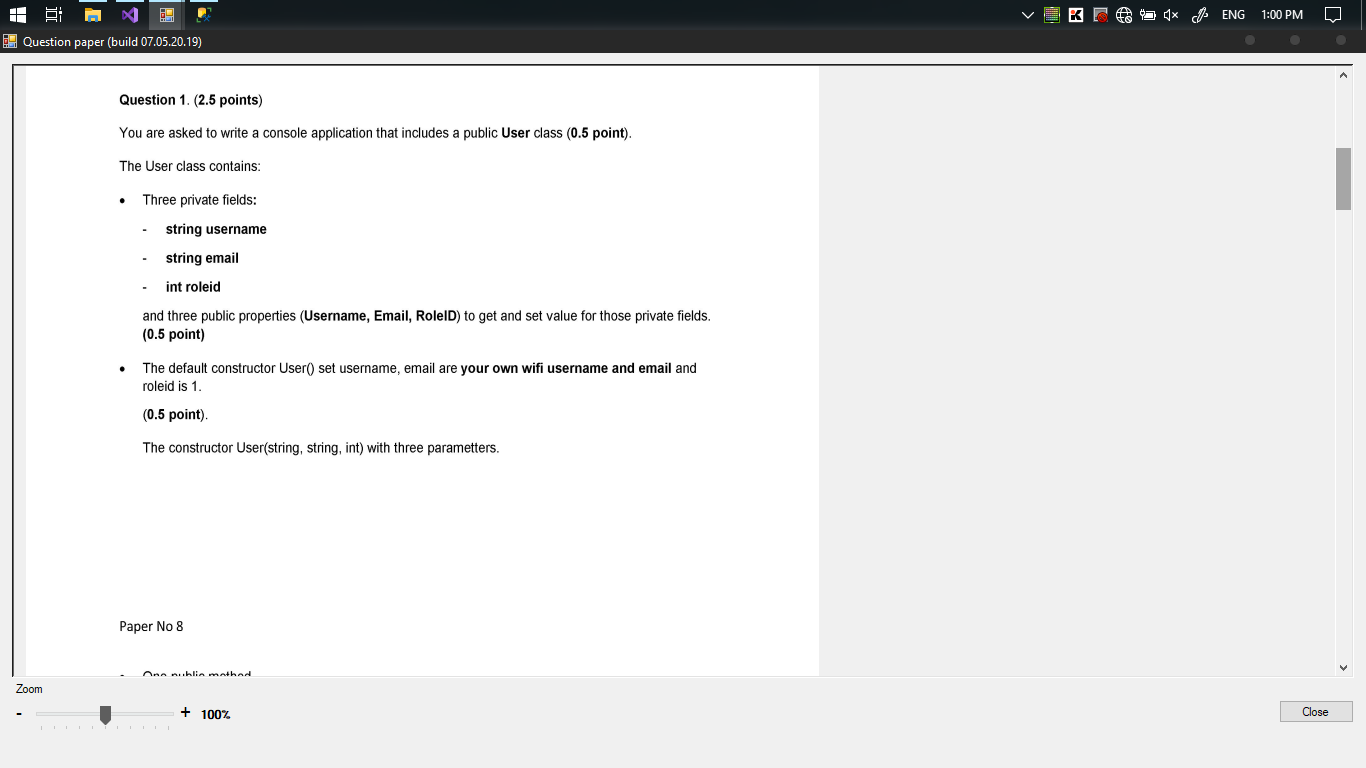 ENG 1:00 PM
Question paper (build 07.05.20.19)
Question 1. (2.5 points)
You are asked to write a console application that includes a public User class (0.5 point).
The User class contains:
• Three private fields:
- string username
- string email
- int roleid
and three public properties (Username, Email, RoleID) to get and set value for those private fields.
(0.5 point)
• The default constructor User() set username, email are your own wifi username and email and
roleid is 1.
(0.5 point).
The constructor User(string, string, int) with three parametters.
Paper No 8
• One public method
Zoom
- + 100%
Close